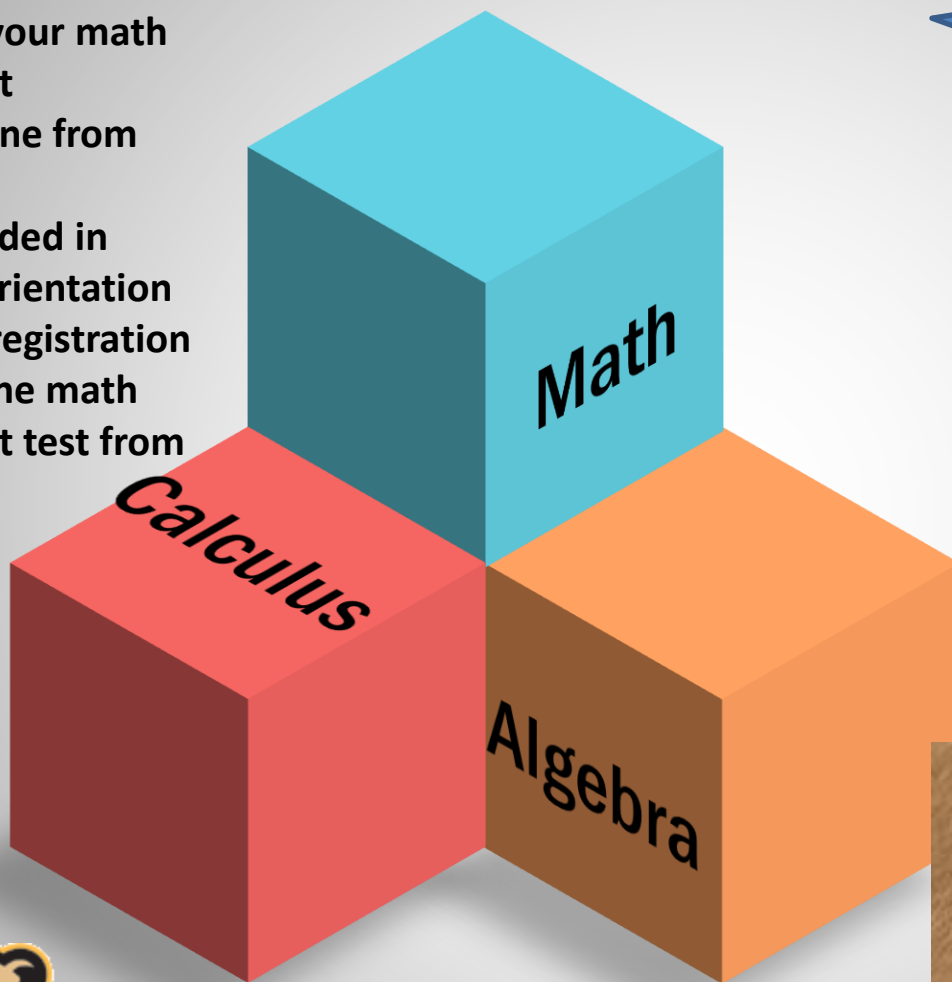 your math
t
ne from
ded in
rientation
registration
ne math
t test from
Math
Calculus
Algebra